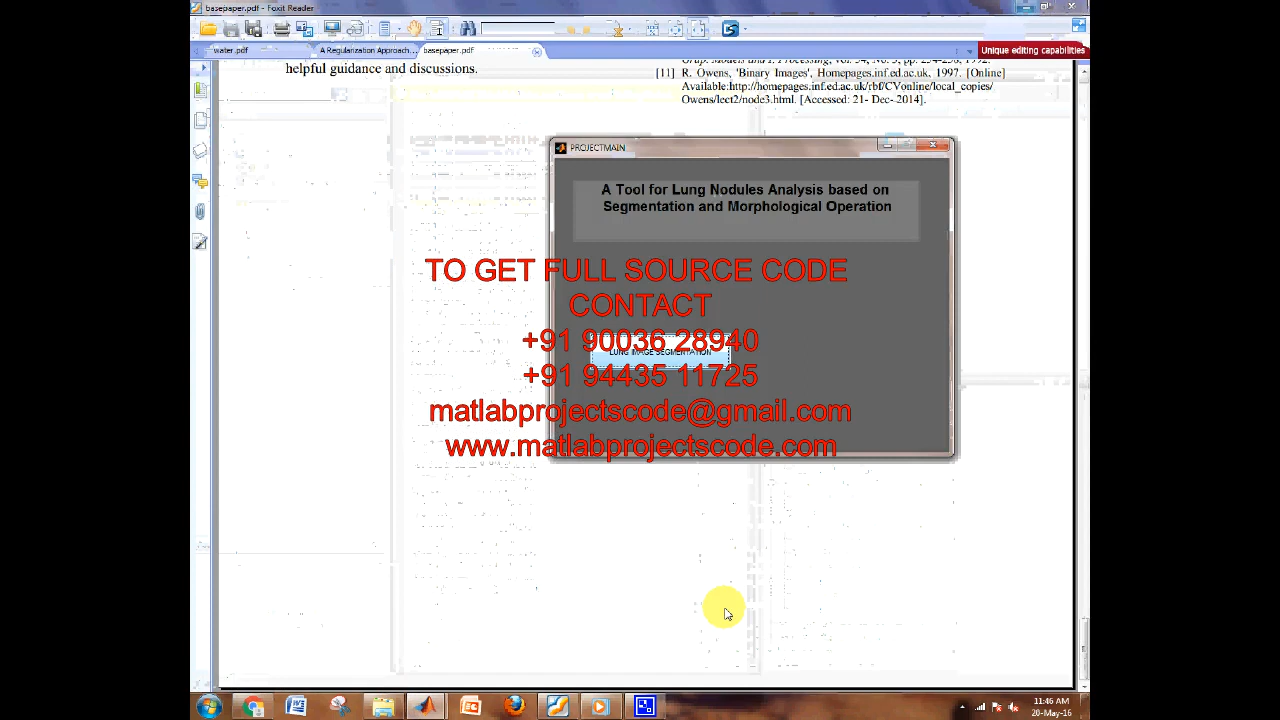 basepaper.pdf - Foxit Reader
water.pdf
A Regularization Approach...
basepaper.pdf
Unique editing capabilities
helpful guidance and discussions.
[11] R. Owens, 'Binary Images', Homepages.inf.ed.ac.uk, 1997. [Online]
Available:http://homepages.inf.ed.ac.uk/rbf/CVonline/local_copies/
Owens/lect2/node3.html. [Accessed: 21- Dec- 2014].
PROJECTMAIN
A Tool for Lung Nodules Analysis based on
Segmentation and Morphological Operation
TO GET FULL SOURCE CODE
CONTACT
+91 90036 28940
LUNG IMAGE SEGMENTATION
+91 94435 11725
matlabprojectscode@gmail.com
www.matlabprojectscode.com
11:46 AM
20-May-16